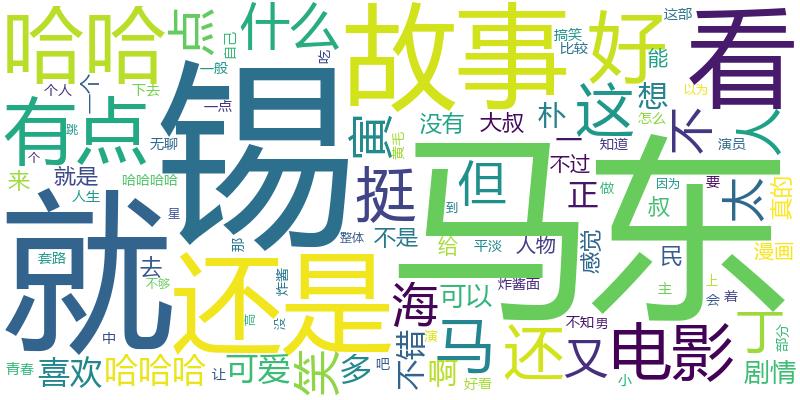 哈哈
点
什么
故事
好
看
这部
自己
一般
吃
搞笑
比较
能
个人
一个
下去
有点
跳
一点
锡
寅
没有
大叔
朴
这
想
不
人
以为
怎么
无聊
黄毛
一
知道
演员
个
来
就是
哈哈哈哈
挺
但
正
不过
做
因为
要
太
真的
人生
星
到
叔
就
马东
套路
去
那
整体
不是
给
平淡
人物
感觉
民
漫画
不够
还是
炸酱
海
可以
炸酱面
主
上
会
着
高
没
中
马
还
不知
男
又
电影
丁
部分
青春
喜欢
哈哈哈
让
可爱
笑
多
吧
不错
演
啊
好看
小
剧情